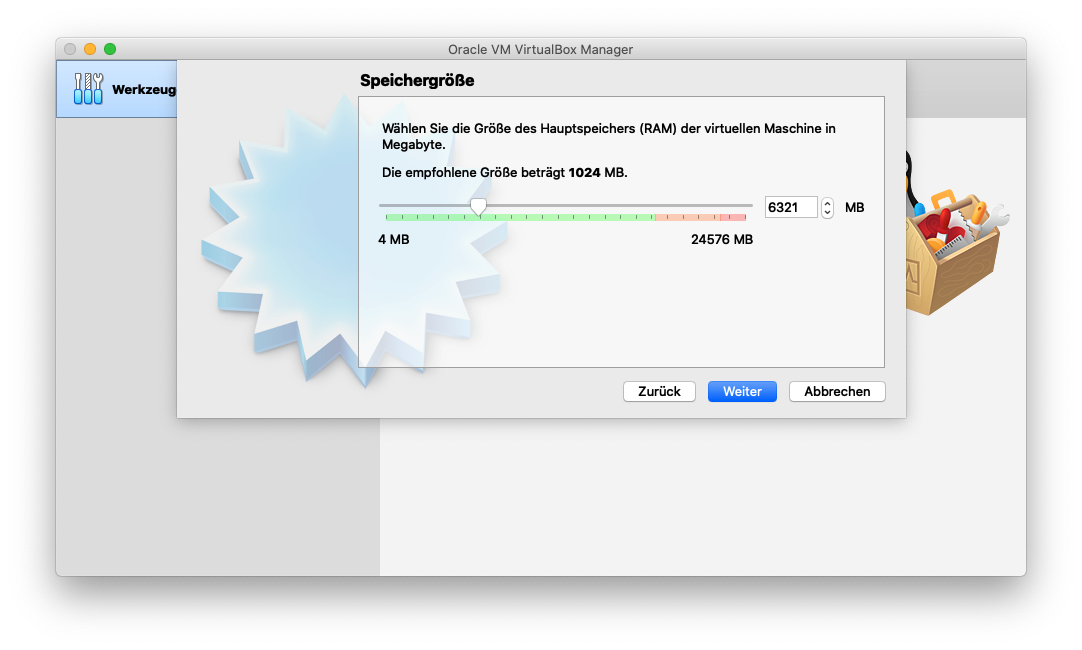 Oracle VM VirtualBox Manager
Werkzeug
Speichergröße
Wählen Sie die Größe des Hauptspeichers (RAM) der virtuellen Maschine in
Megabyte.
Die empfohlene Größe beträgt 1024 MB.
6321 MB
4 MB 24576 MB
Zurück Weiter Abbrechen